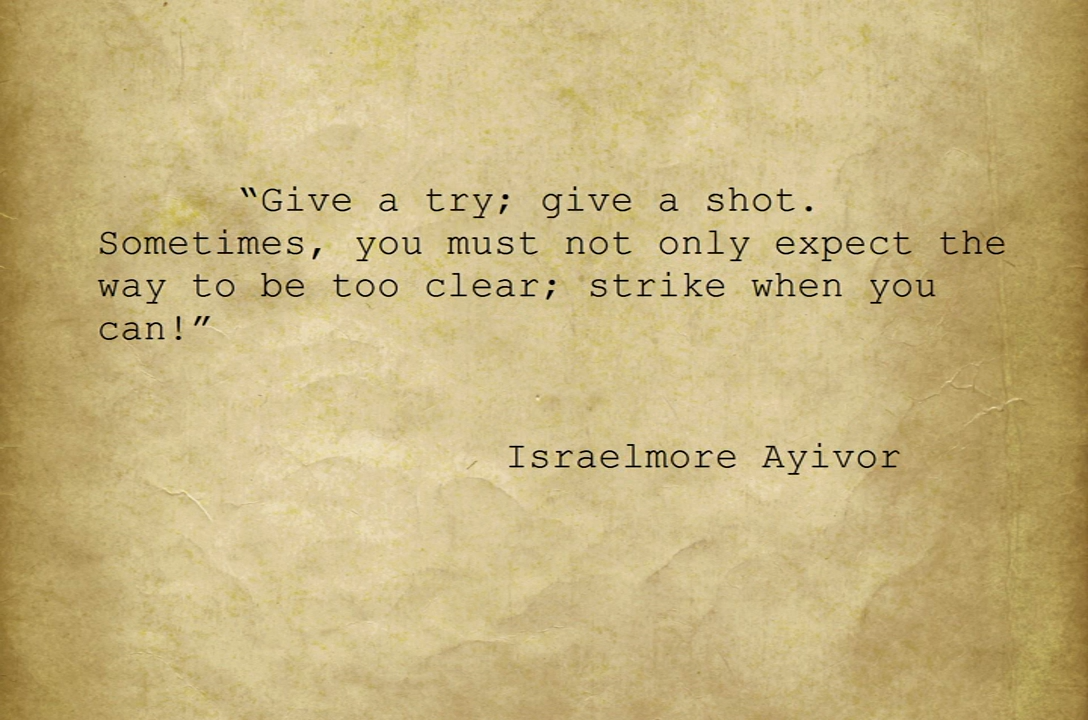 “Give a try; give a shot.
Sometimes, you must not only expect the
way to be too clear; strike when you
can!”
Israelmore Ayivor